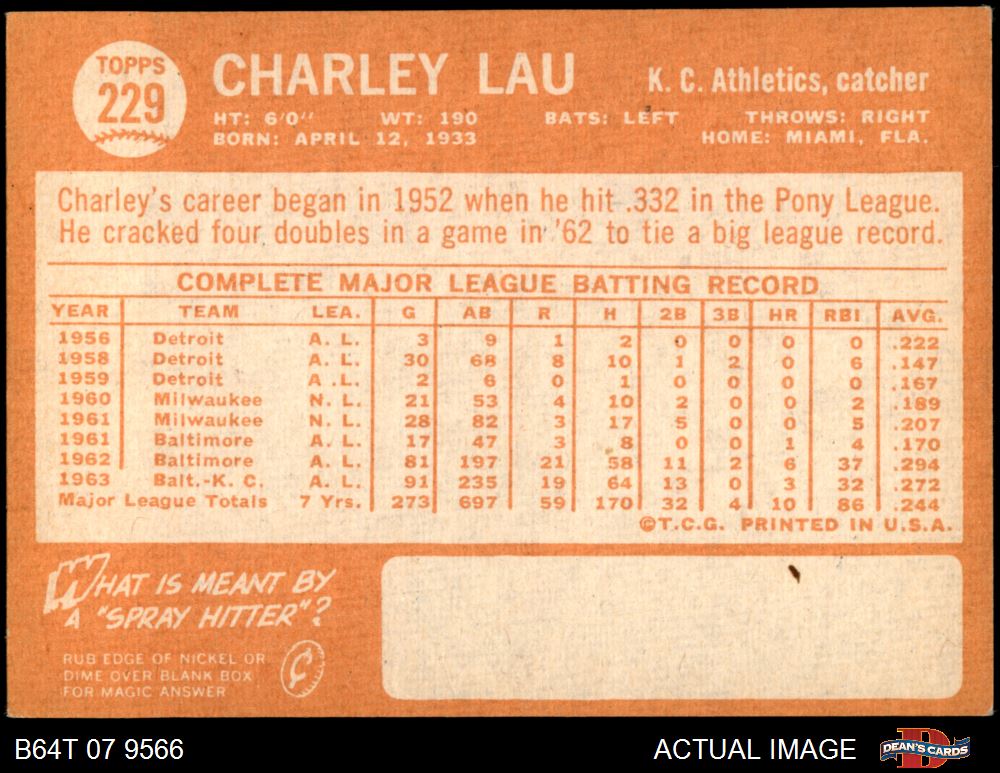 TOPPS
229
CHARLEY LAU
K. C. Athletics, catcher
HT: 6'0" WT: 190 BATS: LEFT THROWS: RIGHT
BORN: APRIL 12, 1933 HOME: MIAMI, FLA.
Charley's career began in 1952 when he hit .332 in the Pony League.
He cracked four doubles in a game in '62 to tie a big league record.
COMPLETE MAJOR LEAGUE BATTING RECORD
YEAR TEAM LEA. G AB R H 2B 3B HR RBI AVG.
1956 Detroit A. L. 3 9 1 2 0 0 0 0 .222
1958 Detroit A. L. 30 68 8 10 1 2 0 6 .147
1959 Detroit A .L. 2 6 0 1 0 0 0 0 .167
1960 Milwaukee N. L. 21 53 4 10 2 0 0 2 .189
1961 Milwaukee N. L. 28 82 3 17 5 0 0 5 .207
1961 Baltimore A. L. 17 47 3 8 0 0 1 4 .170
1962 Baltimore A. L. 81 197 21 58 11 2 6 37 .294
1963 Balt.-K. C. A. L. 91 235 19 64 13 0 3 32 .272
Major League Totals 7 Yrs. 273 697 59 170 32 4 10 86 .244
©T.C.G. PRINTED IN U.S.A.
WHAT IS MEANT BY
A "SPRAY HITTER"?
RUB EDGE OF NICKEL OR
DIME OVER BLANK BOX
FOR MAGIC ANSWER
B64T 07 9566
ACTUAL IMAGE
DEAN'S CARDS